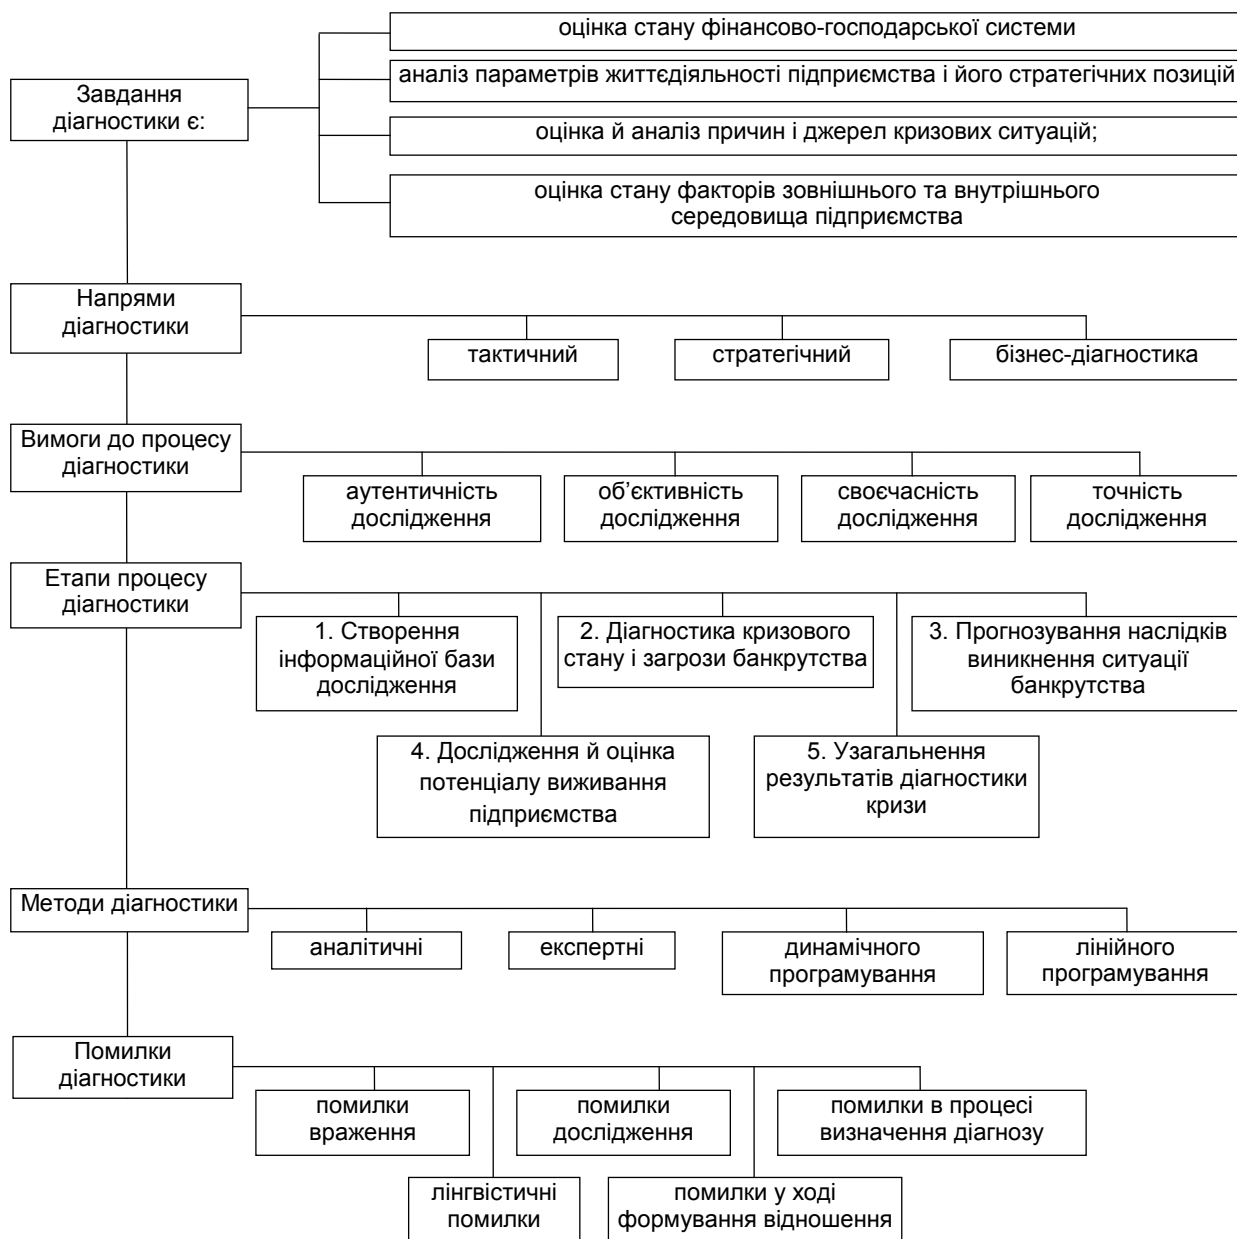 оцінка стану фінансово-господарської системи
аналіз параметрів життєдіяльності підприємства і його стратегічних позицій
Завдання
діагностики є:
оцінка й аналіз причин і джерел кризових ситуацій;
оцінка стану факторів зовнішнього та внутрішнього
середовища підприємства
Напрями
діагностики
тактичний
стратегічний
бізнес-діагностика
Вимоги до процесу
діагностики
аутентичність
дослідження
об’єктивність
дослідження
своєчасність
дослідження
точність
дослідження
Етапи процесу
діагностики
1. Створення
інформаційної бази
дослідження
2. Діагностика кризового
стану і загрози банкрутства
3. Прогнозування наслідків
виникнення ситуації
банкрутства
4. Дослідження й оцінка
потенціалу виживання
підприємства
5. Узагальнення
результатів діагностики
кризи
Методи діагностики
аналітичні
експертні
динамічного
програмування
лінійного
програмування
Помилки
діагностики
помилки
враження
помилки
дослідження
помилки в процесі
визначення діагнозу
лінгвістичні
помилки
помилки у ході
формування відношення